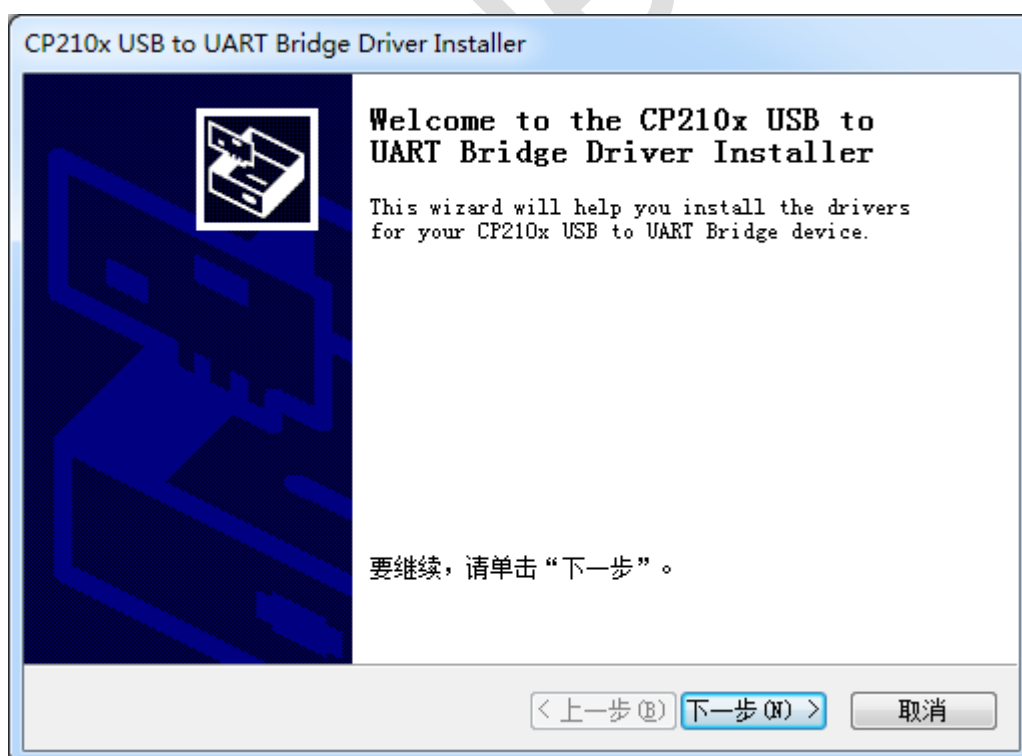 CP210x USB to UART Bridge Driver Installer
Welcome to the CP210x USB to
UART Bridge Driver Installer
This wizard will help you install the drivers
for your CP210x USB to UART Bridge device.
要继续，请单击“下一步”。
< 上一步(B) 下一步(N) > 取消